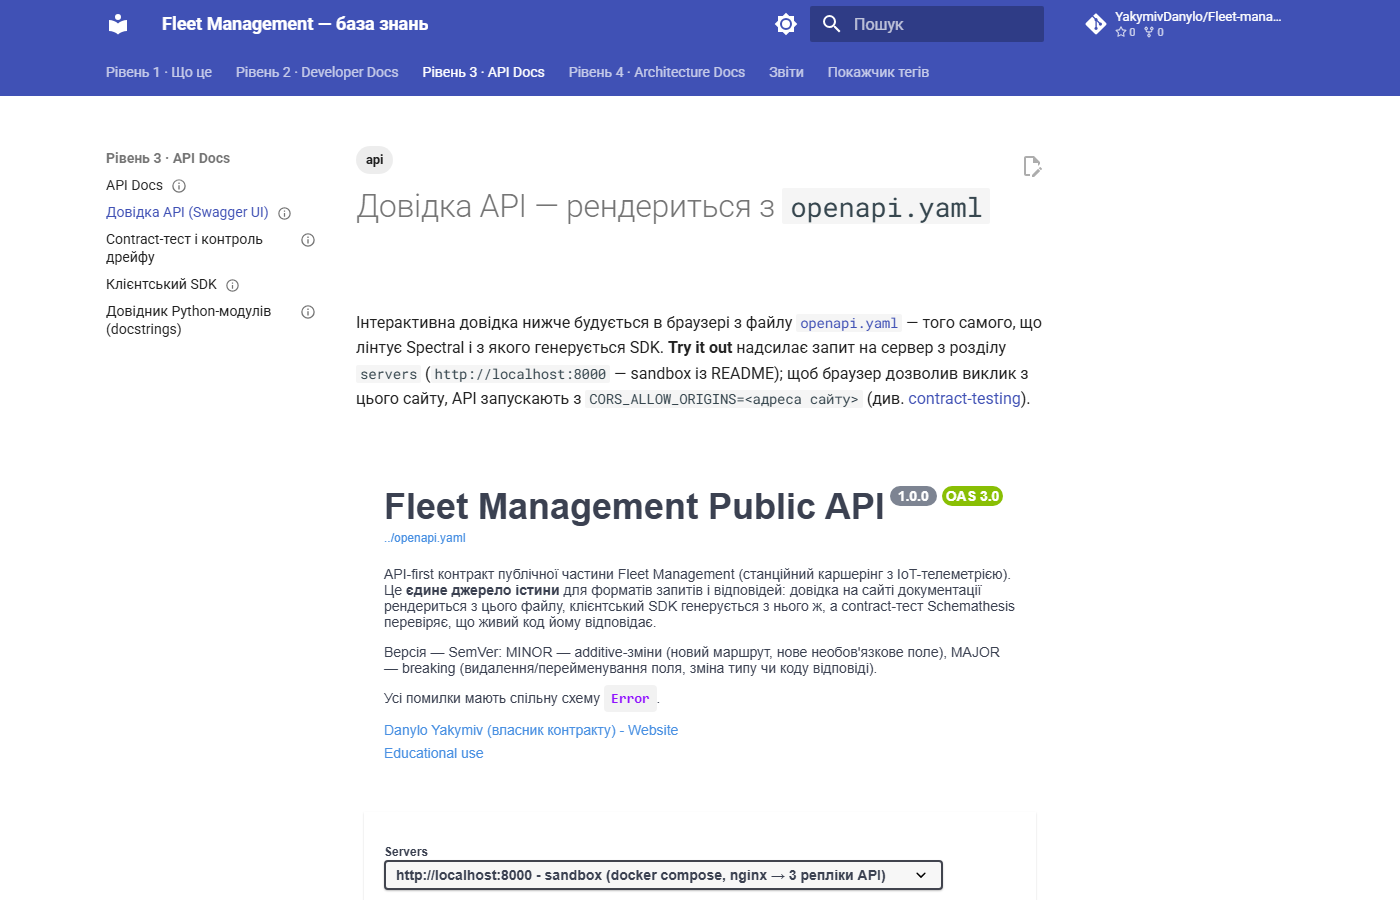 Fleet Management — база знань
Пошук
YakymivDanylo/Fleet-mana…
0 0
Рівень 1 · Що це
Рівень 2 · Developer Docs
Рівень 3 · API Docs
Рівень 4 · Architecture Docs
Звіти
Покажчик тегів
Рівень 3 · API Docs
API Docs
Довідка API (Swagger UI)
Contract-тест і контроль
дрейфу
Клієнтський SDK
Довідник Python-модулів
(docstrings)
api
Довідка API — рендериться з openapi.yaml
Інтерактивна довідка нижче будується в браузері з файлу openapi.yaml — того самого, що
лінтує Spectral і з якого генерується SDK. Try it out надсилає запит на сервер з розділу
servers ( http://localhost:8000 — sandbox із README); щоб браузер дозволив виклик з
цього сайту, API запускають з CORS_ALLOW_ORIGINS=<адреса сайту> (див. contract-testing).
Fleet Management Public API 1.0.0 OAS 3.0
../openapi.yaml
API-first контракт публічної частини Fleet Management (станційний каршерінг з IoT-телеметрією).
Це єдине джерело істини для форматів запитів і відповідей: довідка на сайті документації
рендериться з цього файлу, клієнтський SDK генерується з нього ж, а contract-тест Schemathesis
перевіряє, що живий код йому відповідає.
Версія — SemVer: MINOR — additive-зміни (новий маршрут, нове необов'язкове поле), MAJOR
— breaking (видалення/перейменування поля, зміна типу чи коду відповіді).
Усі помилки мають спільну схему Error.
Danylo Yakymiv (власник контракту) - Website
Educational use
Servers
http://localhost:8000 - sandbox (docker compose, nginx → 3 репліки API)